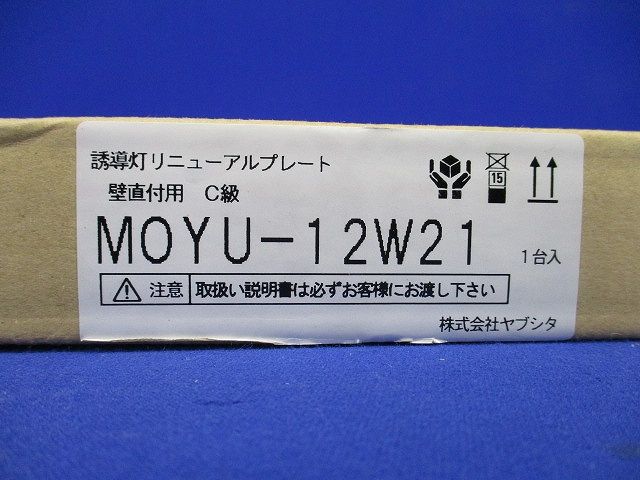 誘導灯リニューアルプレート
壁直付用 C級
15
MOYU-12W21 1台入
注意 取扱い説明書は必ずお客様にお渡し下さい
株式会社ヤブシタ